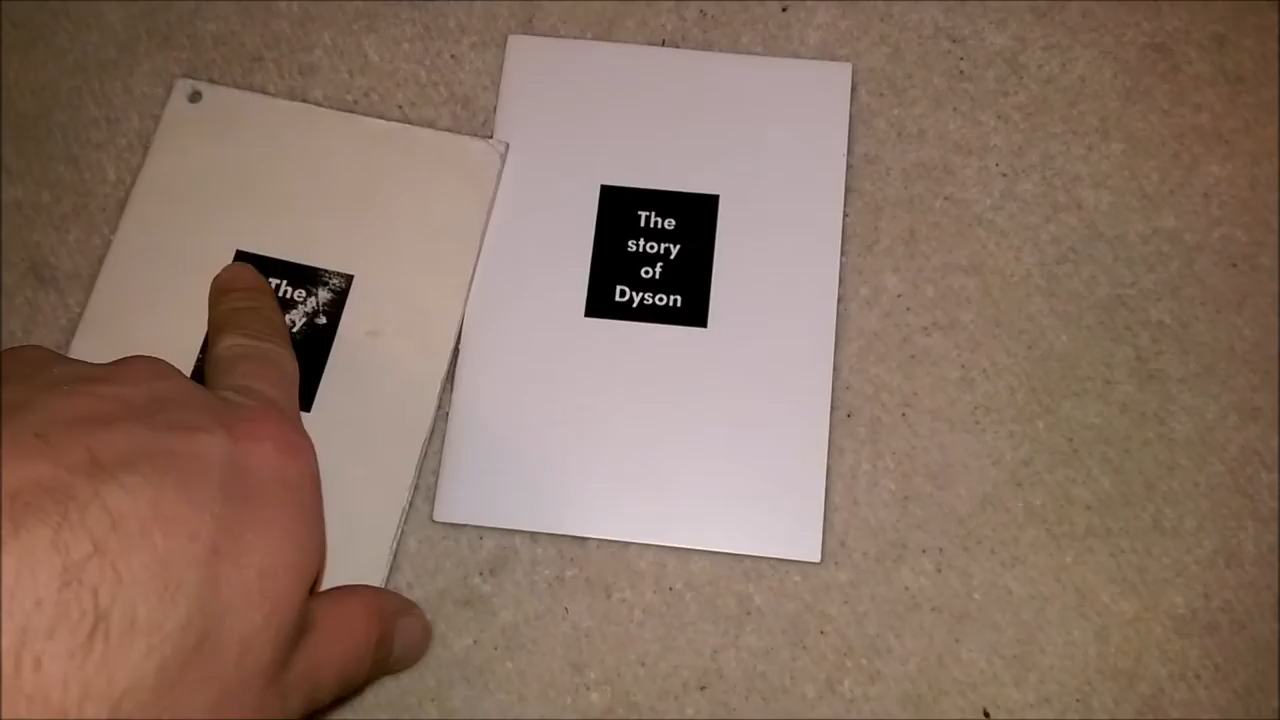 The
The
story
of
Dyson